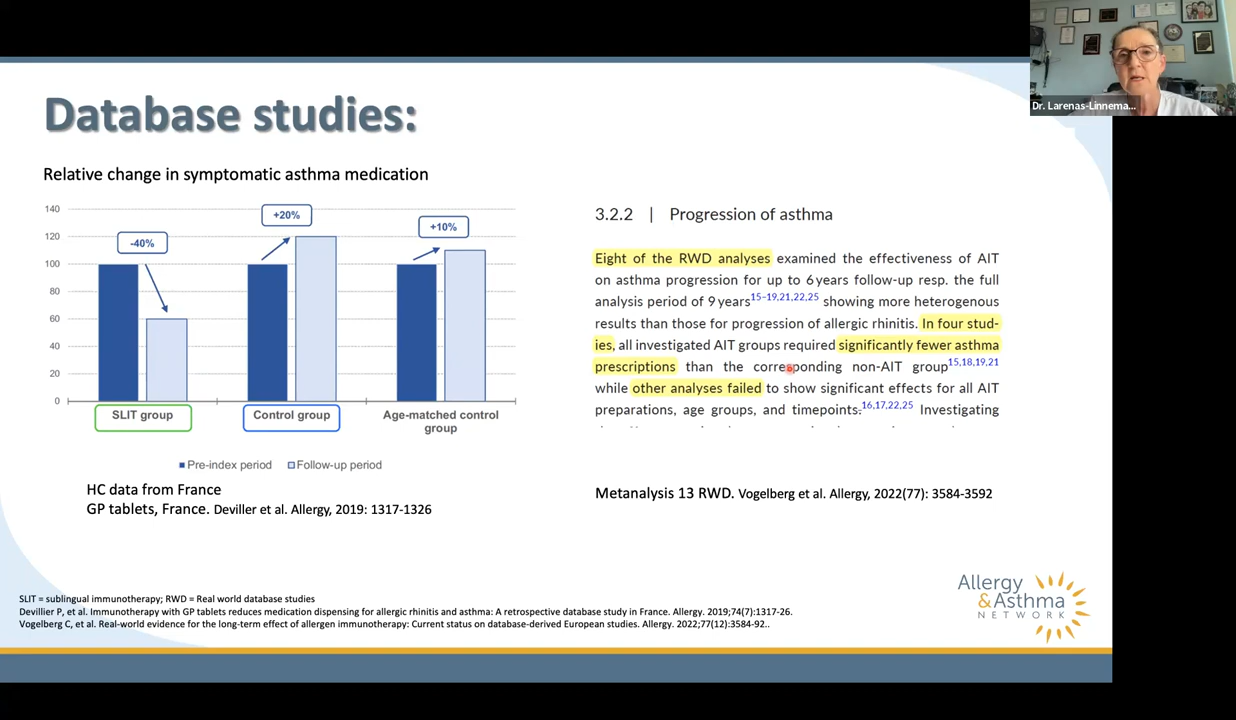 Dr. Larenas-Linnema...
Database studies:
Relative change in symptomatic asthma medication
140
120
100
80
60
40
20
0
-40%
+20%
+10%
SLIT group
Control group
Age-matched control
group
Pre-index period
Follow-up period
HC data from France
GP tablets, France. Deviller et al. Allergy, 2019: 1317-1326
3.2.2 | Progression of asthma
Eight of the RWD analyses examined the effectiveness of AIT
on asthma progression for up to 6 years follow-up resp. the full
analysis period of 9 years15–19,21,22,25 showing more heterogenous
results than those for progression of allergic rhinitis. In four stud-
ies, all investigated AIT groups required significantly fewer asthma
prescriptions than the corresponding non-AIT group15,18,19,21
while other analyses failed to show significant effects for all AIT
preparations, age groups, and timepoints.16,17,22,25 Investigating
Metanalysis 13 RWD. Vogelberg et al. Allergy, 2022(77): 3584-3592
SLIT = sublingual immunotherapy; RWD = Real world database studies
Devillier P, et al. Immunotherapy with GP tablets reduces medication dispensing for allergic rhinitis and asthma: A retrospective database study in France. Allergy. 2019;74(7):1317-26.
Vogelberg C, et al. Real-world evidence for the long-term effect of allergen immunotherapy: Current status on database-derived European studies. Allergy. 2022;77(12):3584-92..
Allergy
&Asthma
NETWORK